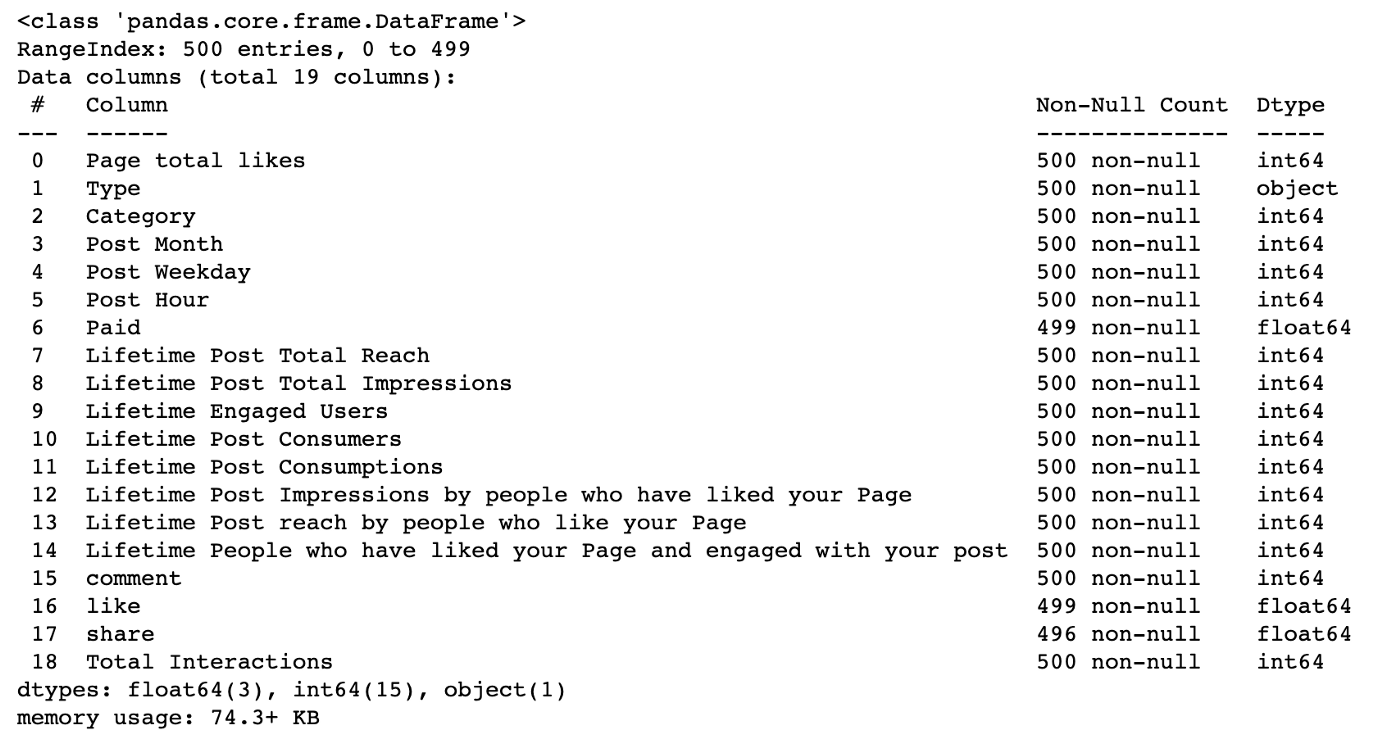 <class 'pandas.core.frame.DataFrame'>
RangeIndex: 500 entries, 0 to 499
Data columns (total 19 columns):
 #   Column                                                               Non-Null Count  Dtype
---  ------                                                               --------------  -----
 0   Page total likes                                                     500 non-null    int64
 1   Type                                                                 500 non-null    object
 2   Category                                                             500 non-null    int64
 3   Post Month                                                           500 non-null    int64
 4   Post Weekday                                                         500 non-null    int64
 5   Post Hour                                                            500 non-null    int64
 6   Paid                                                                 499 non-null    float64
 7   Lifetime Post Total Reach                                            500 non-null    int64
 8   Lifetime Post Total Impressions                                      500 non-null    int64
 9   Lifetime Engaged Users                                               500 non-null    int64
 10  Lifetime Post Consumers                                              500 non-null    int64
 11  Lifetime Post Consumptions                                           500 non-null    int64
 12  Lifetime Post Impressions by people who have liked your Page         500 non-null    int64
 13  Lifetime Post reach by people who like your Page                     500 non-null    int64
 14  Lifetime People who have liked your Page and engaged with your post  500 non-null    int64
 15  comment                                                              500 non-null    int64
 16  like                                                                 499 non-null    float64
 17  share                                                                496 non-null    float64
 18  Total Interactions                                                   500 non-null    int64
dtypes: float64(3), int64(15), object(1)
memory usage: 74.3+ KB